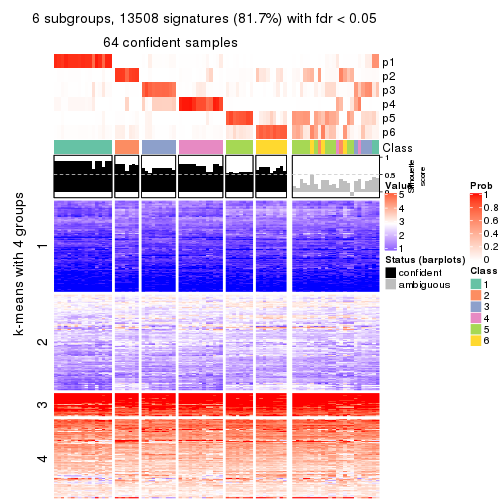 6 subgroups, 13508 signatures (81.7%) with fdr < 0.05
64 confident samples
p1
p2
p3
p4
p5
p6
Class
1
0.5
0
Silhouette
score
k-means with 4 groups
1
2
3
4
Value
5
4
3
2
1
Status (barplots)
confident
ambiguous
Prob
1
0.8
0.6
0.4
0.2
0
Class
1
2
3
4
5
6